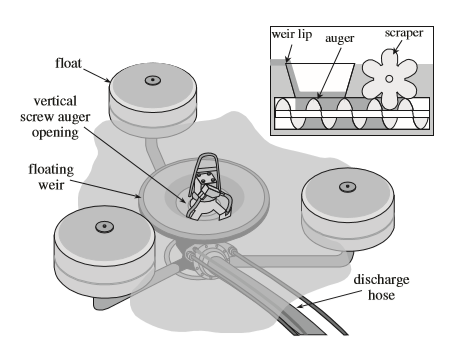 weir lip
auger
scraper
float
vertical
screw auger
opening
floating
weir
discharge
hose